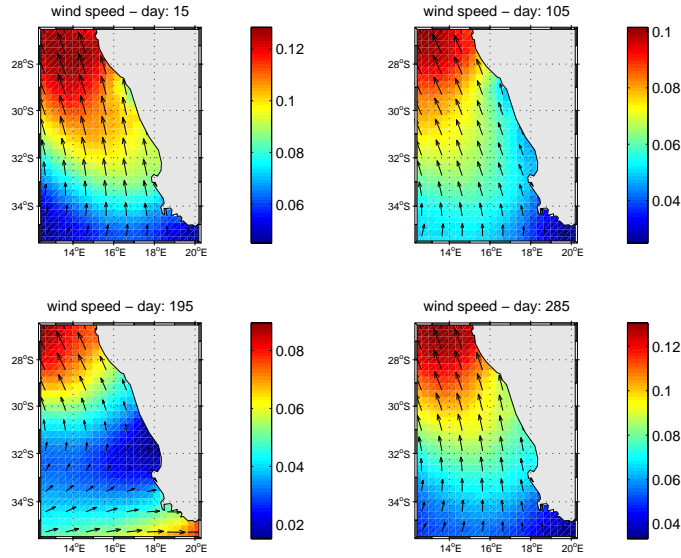 wind speed − day: 15
28°S
30°S
32°S
34°S
14°E
16°E
18°E
20°E
0.12
0.1
0.08
0.06
wind speed − day: 105
28°S
30°S
32°S
34°S
14°E
16°E
18°E
20°E
0.1
0.08
0.06
0.04
wind speed − day: 195
28°S
30°S
32°S
34°S
14°E
16°E
18°E
20°E
0.08
0.06
0.04
0.02
wind speed − day: 285
28°S
30°S
32°S
34°S
14°E
16°E
18°E
20°E
0.12
0.1
0.08
0.06
0.04